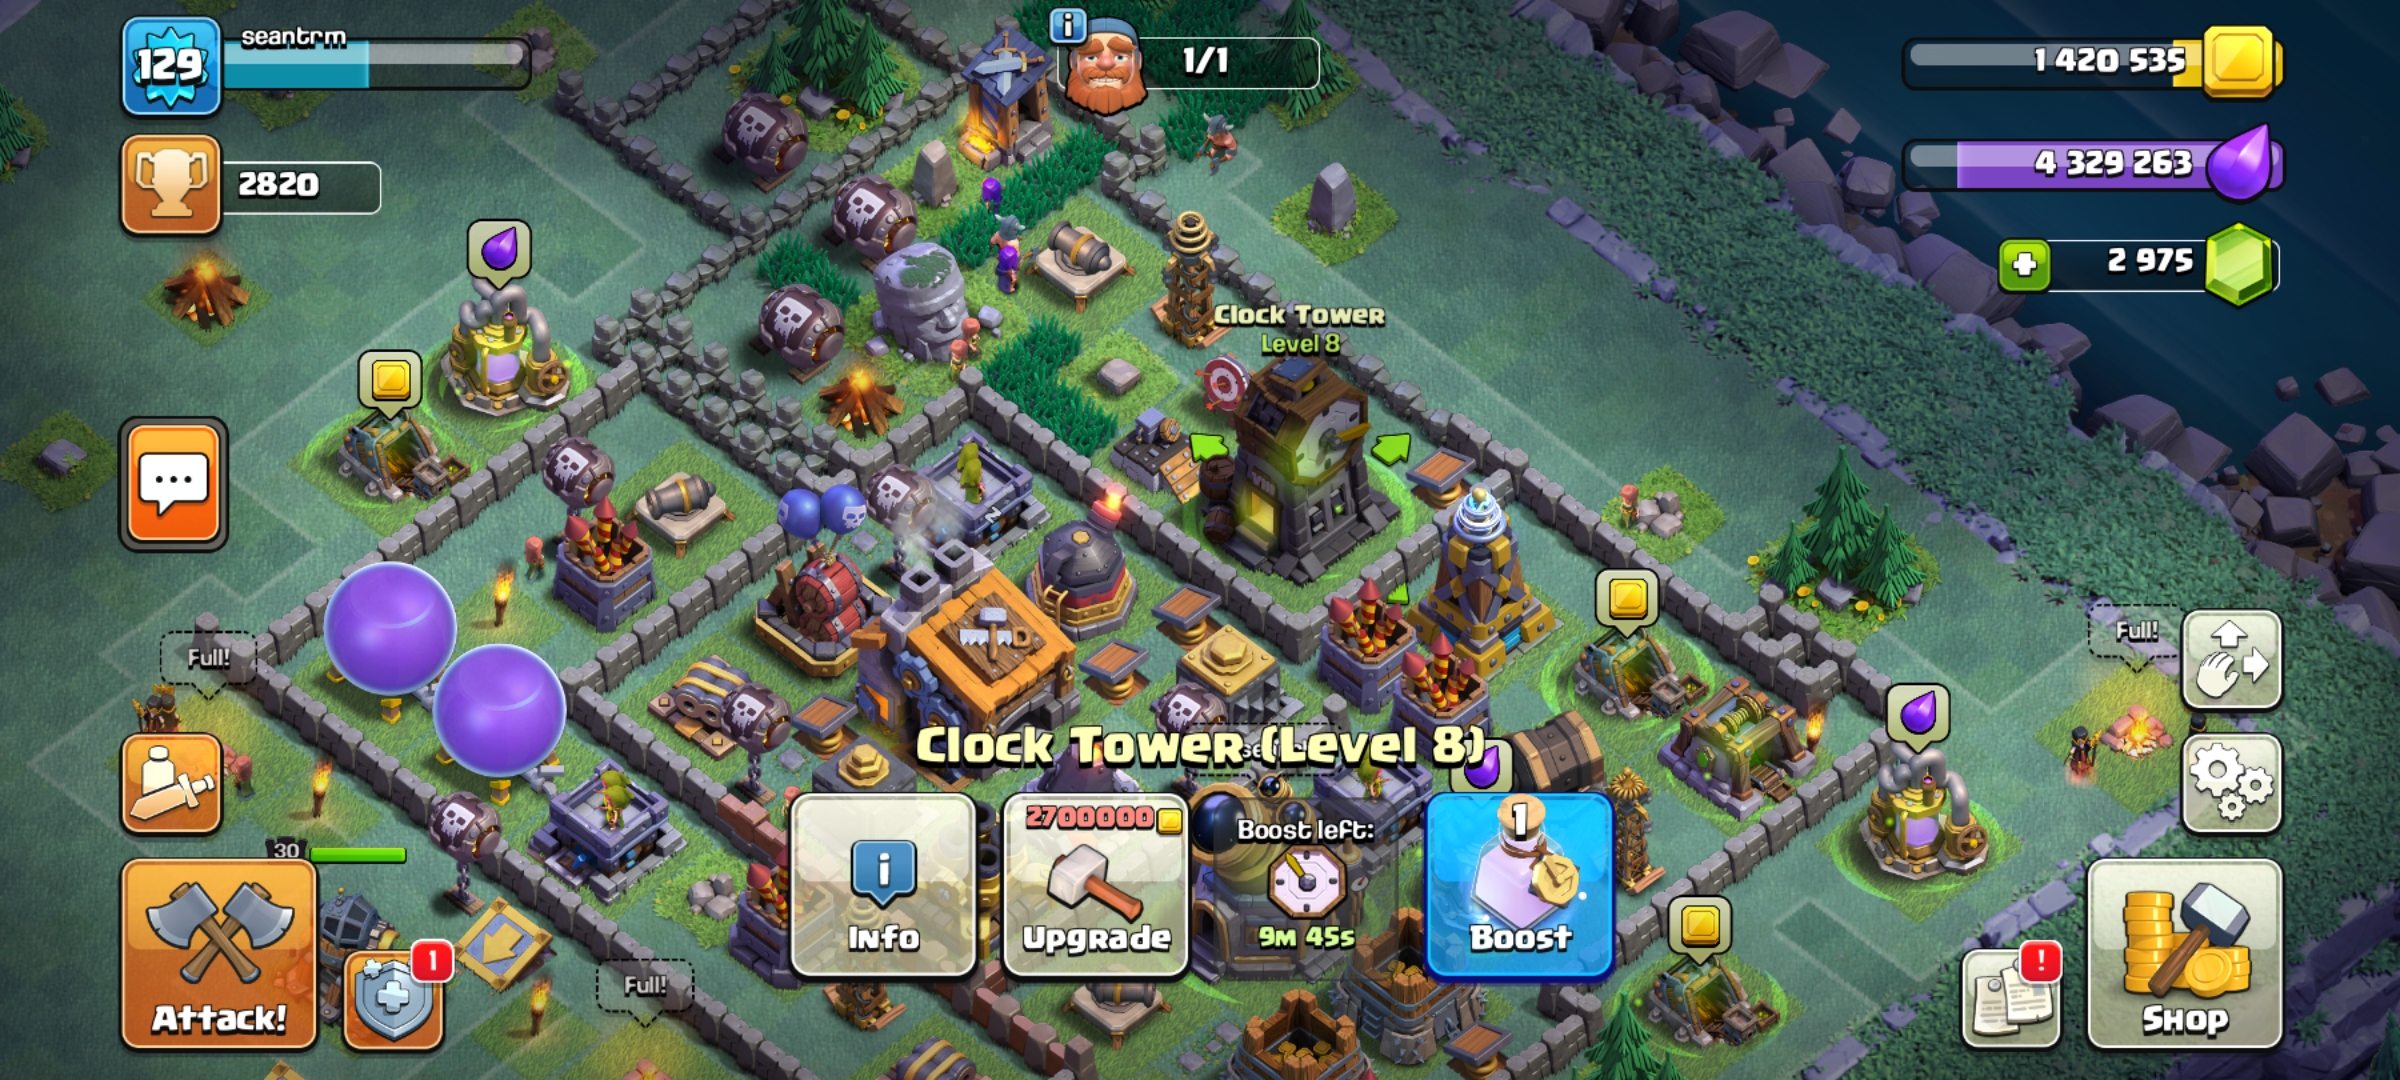 129
seantrm
1/1
1 420 535
4 329 263
2 975
2820
Clock Tower
Level 8
Full!
Full!
Clock Tower (Level 8)
30
2700000
Boost left:
1
Info
Upgrade
9m 45s
Boost
Attack!
1
Full!
!
Shop